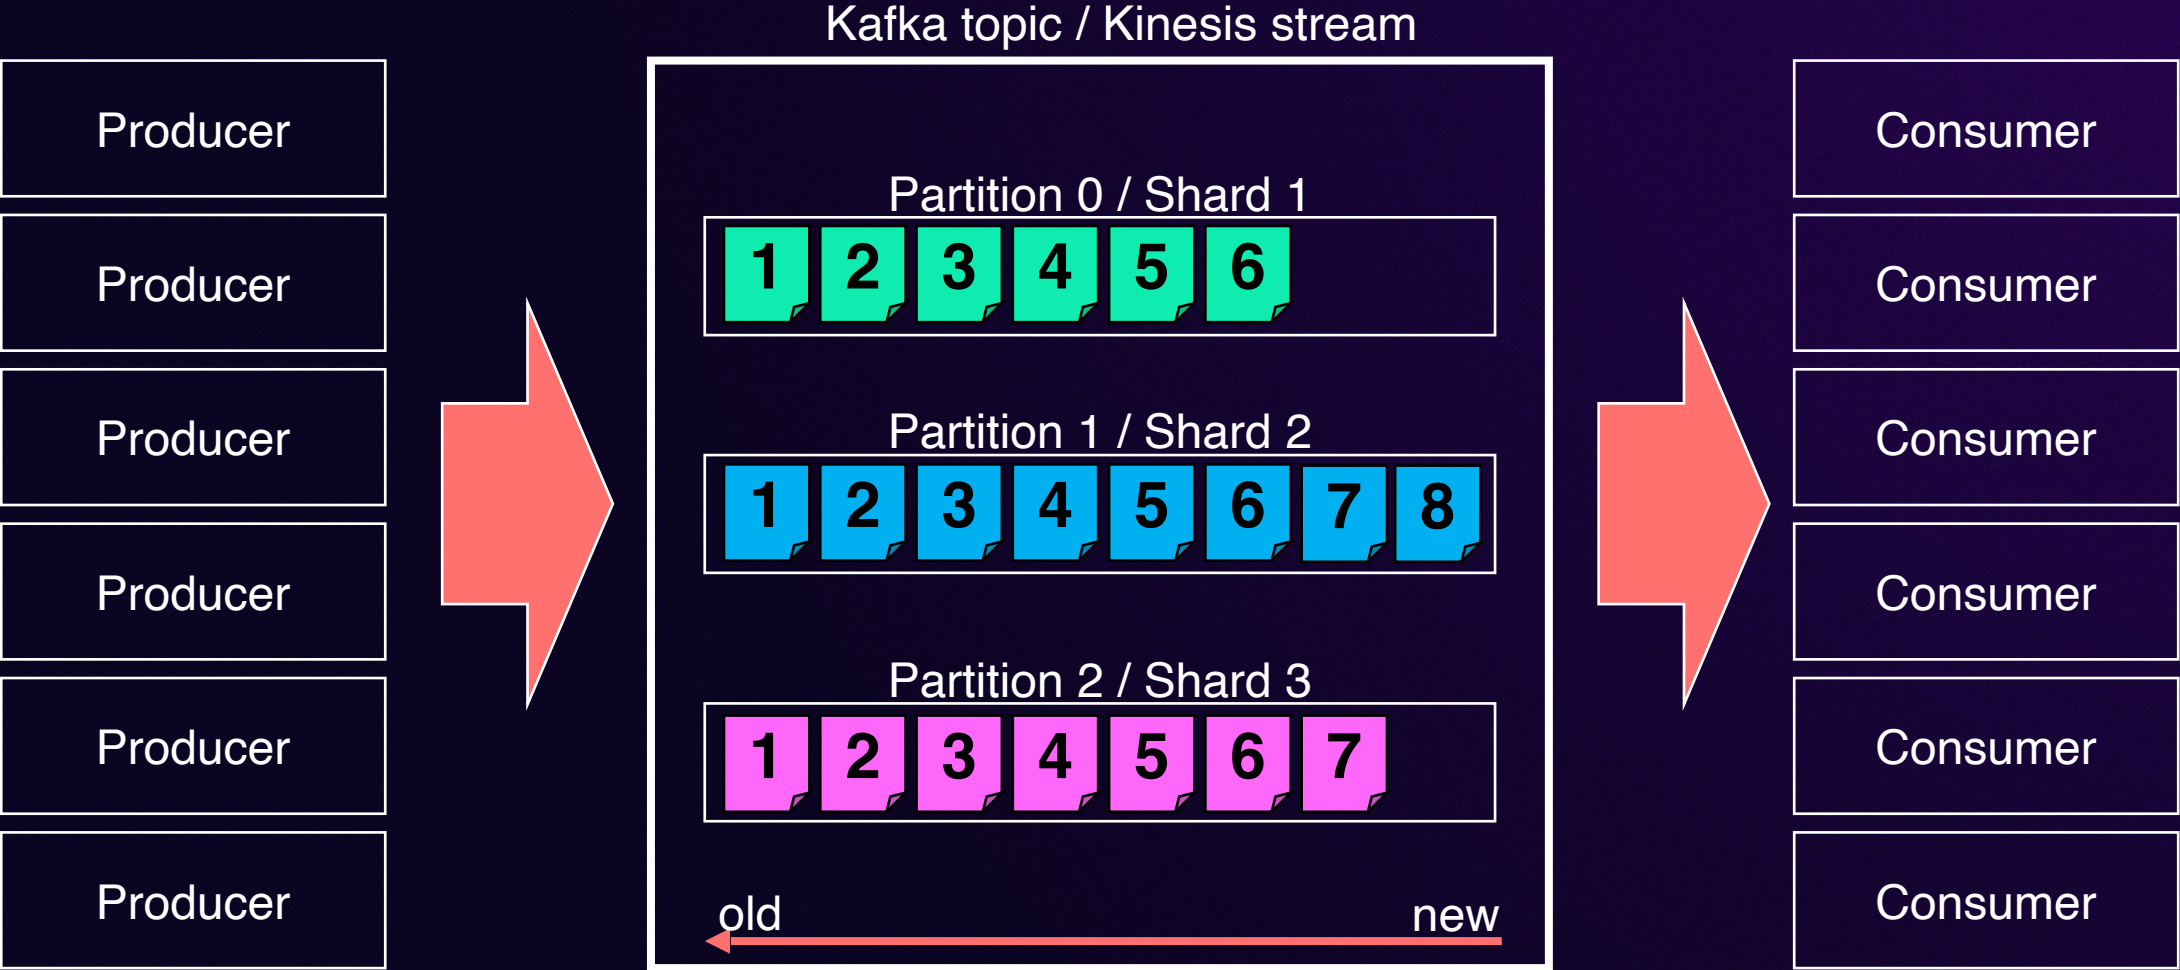 Kafka topic / Kinesis stream
Producer
Producer
Producer
Producer
Producer
Producer
Partition 0 / Shard 1
1 2 3 4 5 6
Partition 1 / Shard 2
1 2 3 4 5 6 7 8
Partition 2 / Shard 3
1 2 3 4 5 6 7
old new
Consumer
Consumer
Consumer
Consumer
Consumer
Consumer